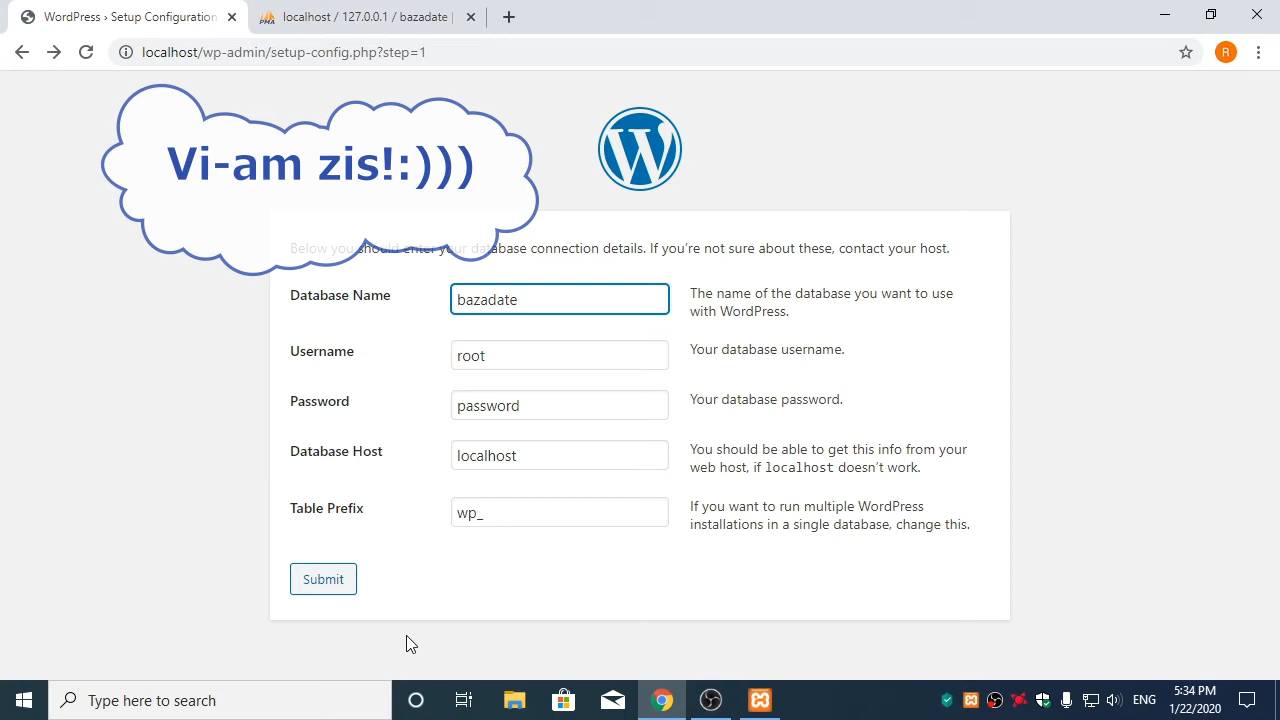 WordPress › Setup Configuration
localhost / 127.0.0.1 / bazadate |
localhost/wp-admin/setup-config.php?step=1
R
Vi-am zis!:)))
Below you should enter your database connection details. If you’re not sure about these, contact your host.
Database Name
bazadate
The name of the database you want to use
with WordPress.
Username
root
Your database username.
Password
password
Your database password.
Database Host
localhost
You should be able to get this info from your
web host, if localhost doesn’t work.
Table Prefix
wp_
If you want to run multiple WordPress
installations in a single database, change this.
Submit
Type here to search
ENG
5:34 PM
1/22/2020